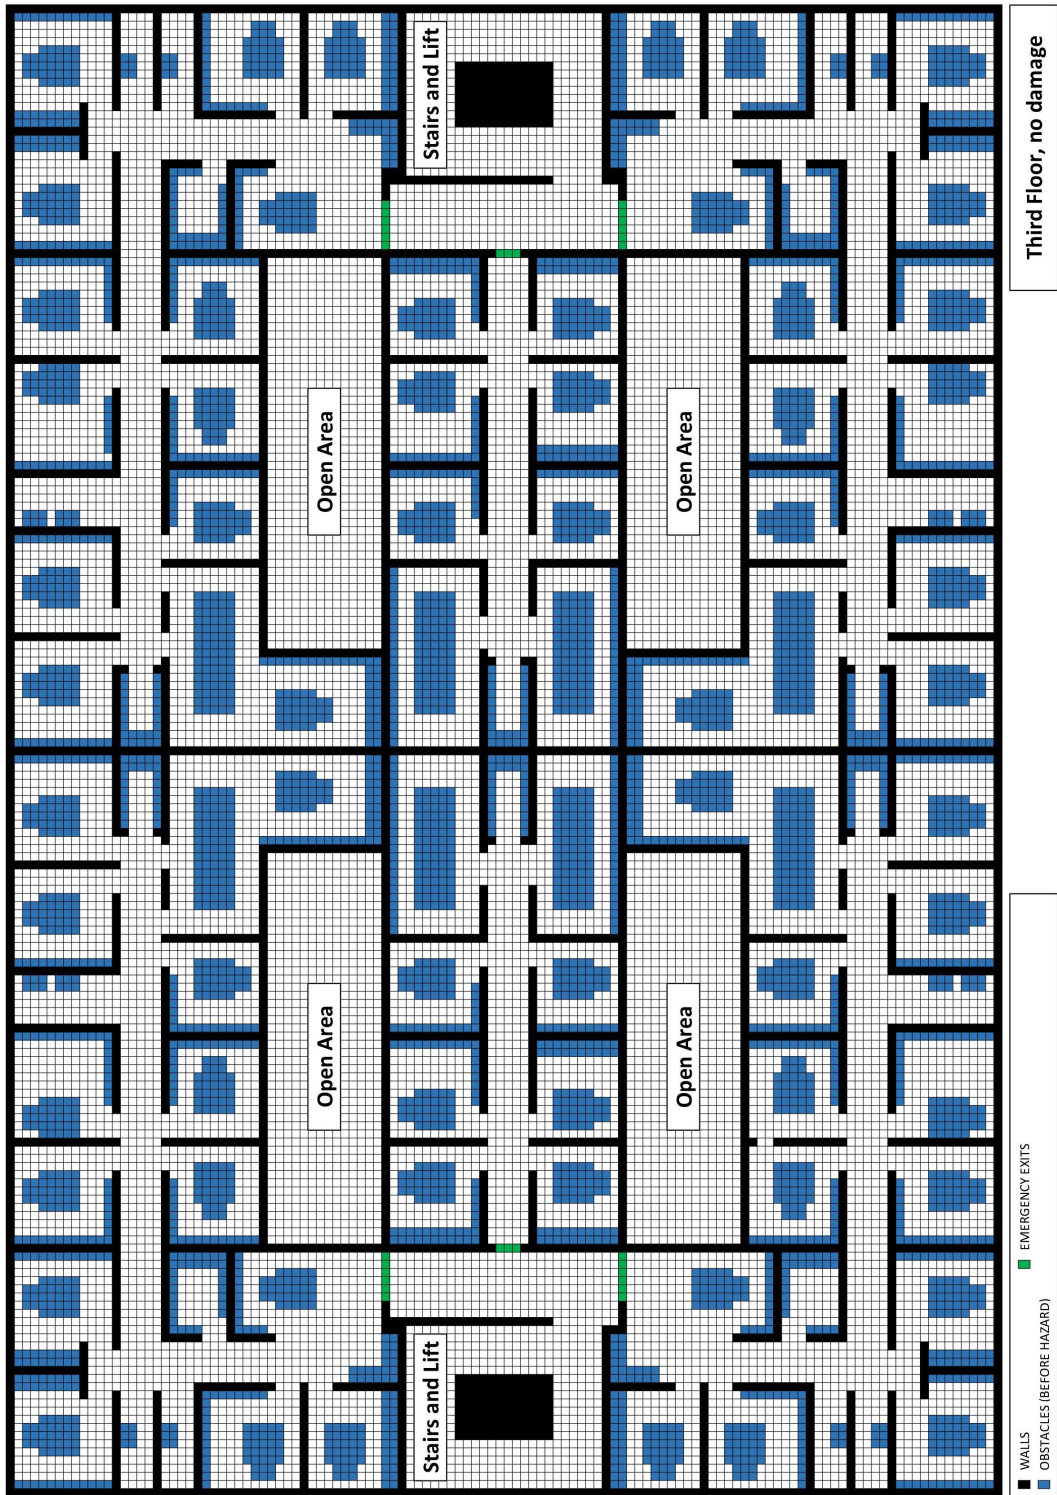 Third Floor, no damage
Stairs and Lift
Stairs and Lift
Open Area
Open Area
Open Area
Open Area
WALLS
OBSTACLES (BEFORE HAZARD)
EMERGENCY EXITS